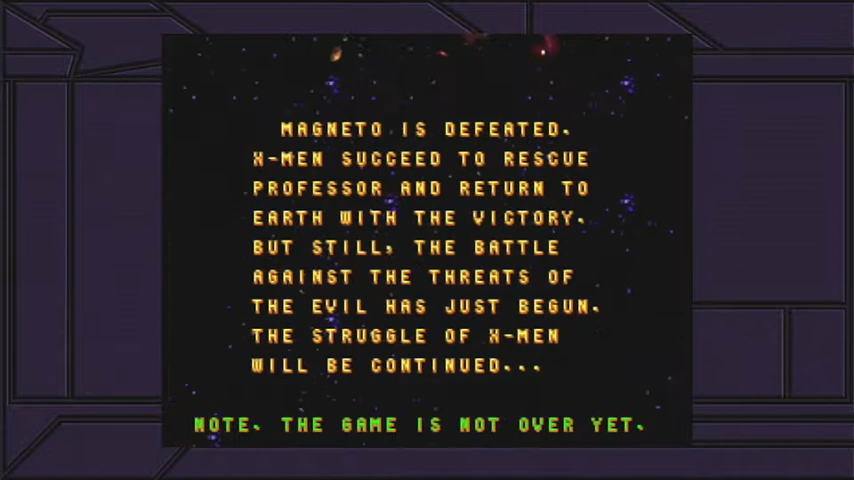 MAGNETO IS DEFEATED.
X-MEN SUCCEED TO RESCUE
PROFESSOR AND RETURN TO
EARTH WITH THE VICTORY.
BUT STILL, THE BATTLE
AGAINST THE THREATS OF
THE EVIL HAS JUST BEGUN.
THE STRUGGLE OF X-MEN
WILL BE CONTINUED...
NOTE. THE GAME IS NOT OVER YET.